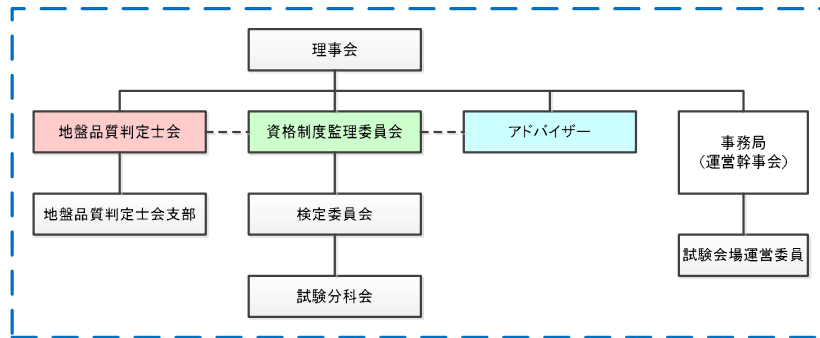 理事会
地盤品質判定士会
資格制度監理委員会
アドバイザー
事務局
（運営幹事会）
地盤品質判定士会支部
検定委員会
試験会場運営委員
試験分科会